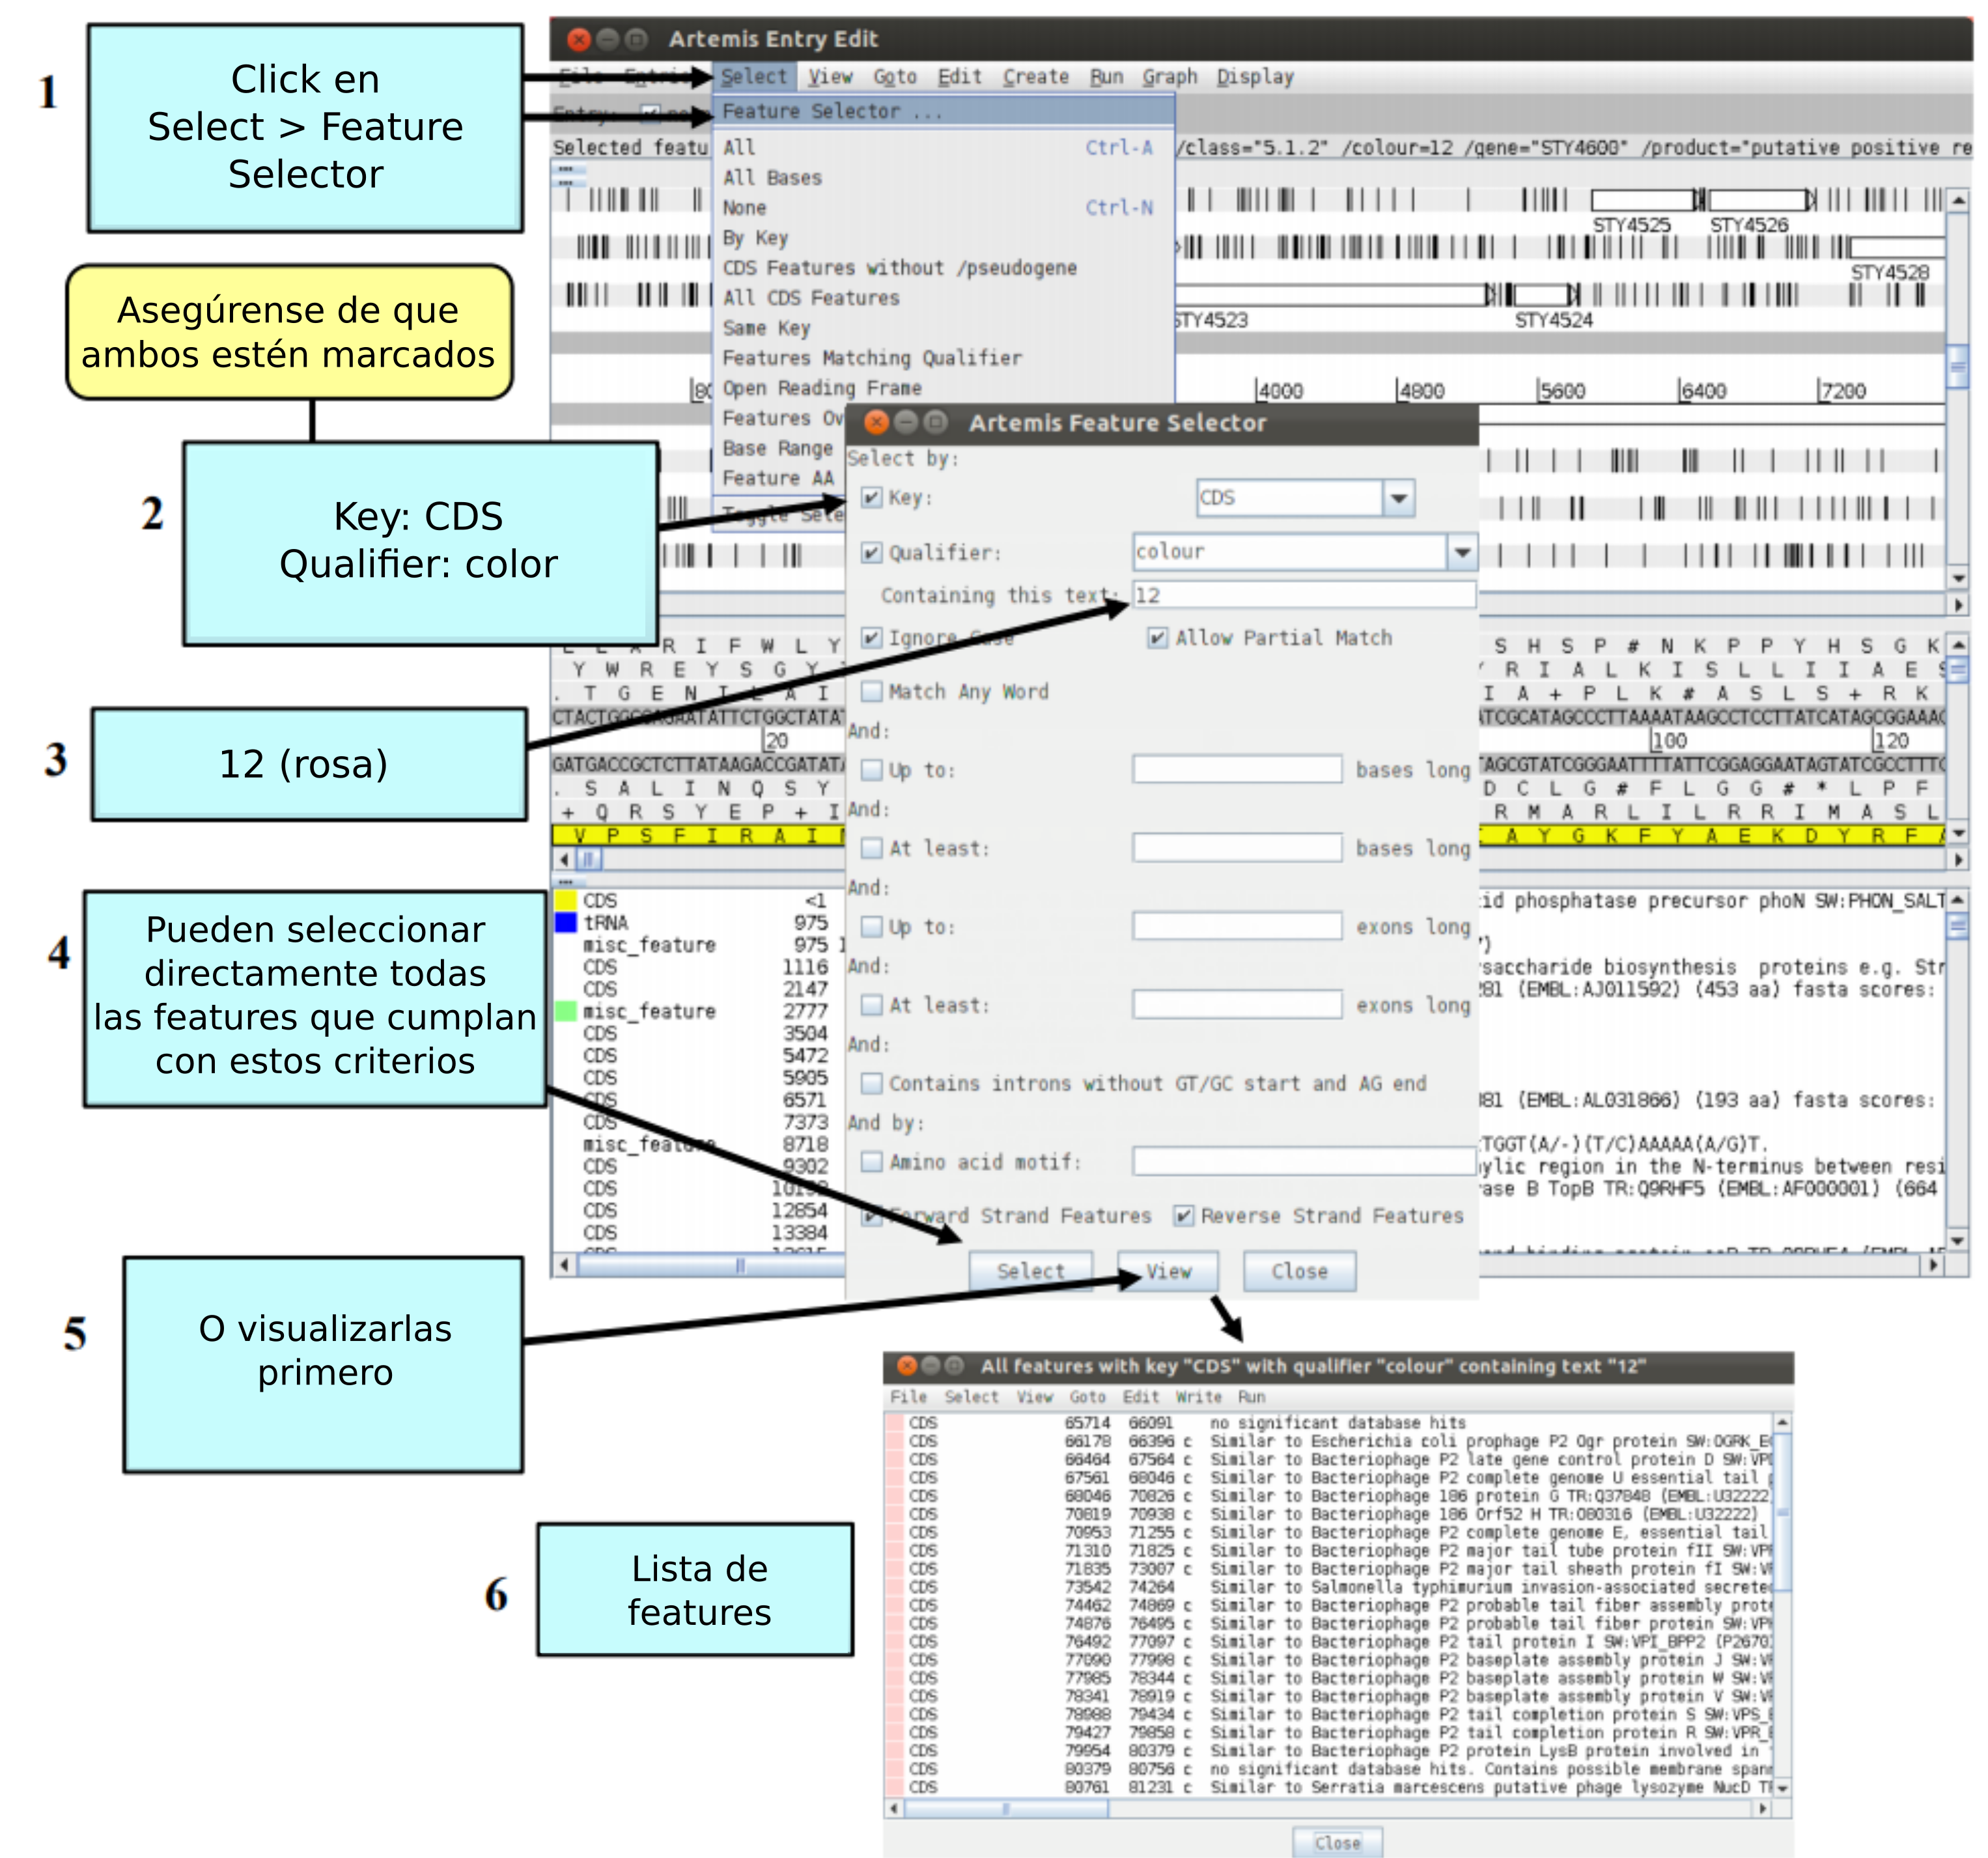 1
Click en
Select > Feature
Selector
Asegúrense de que
ambos estén marcados
2
Key: CDS
Qualifier: color
3
12 (rosa)
4
Pueden seleccionar
directamente todas
las features que cumplan
con estos criterios
5
O visualizarlas
primero
6
Lista de
features
Artemis Entry Edit
File Entries Select View Goto Edit Create Run Graph Display
Entry:
Selected featu
/class="5.1.2" /colour=12 /gene="STY4600" /product="putative positive re
Feature Selector ...
All Ctrl-A
All Bases
None Ctrl-N
By Key
CDS Features without /pseudogene
All CDS Features
Same Key
Features Matching Qualifier
Open Reading Frame
Features Ov
Base Range
Feature AA
Toggle Sele
STY4525 STY4526
STY4528
STY4523 STY4524
4000 4800 5600 6400 7200
Artemis Feature Selector
Select by:
Key: CDS
Qualifier: colour
Containing this text: 12
Ignore Case Allow Partial Match
Match Any Word
And:
Up to: bases long
And:
At least: bases long
And:
Up to: exons long
And:
At least: exons long
And:
Contains introns without GT/GC start and AG end
And by:
Amino acid motif:
Forward Strand Features Reverse Strand Features
Select View Close
R I F W L Y
Y W R E Y S G Y
. T G E N I L A I
20
GATGACCGCTCTTATAAGACCGATATA
. S A L I N Q S Y
+ Q R S Y E P + I
V P S F I R A I
S H S P # N K P P Y H S G K
R I A L K I S L L I I A E S
I A + P L K # A S L S + R K
ATCGCATAGCCCTTAAAATAAGCCTCCTTATCATAGCGGAAAG
100 120
TAGCGTATCGGGAATTTTATTCGGAGGAATAGTATCGCCTTTC
D C L G # F L G G # * L P F
R M A R L I L R R I M A S L
A Y G K F Y A E K D Y R F
CDS <1
tRNA 975
misc_feature 975
CDS 1116
CDS 2147
misc_feature 2777
CDS 3504
CDS 5472
CDS 5905
CDS 6571
CDS 7373
misc_feature 8718
CDS 9302
CDS
CDS 12854
CDS 13384
id phosphatase precursor phoN SW:PHON_SALT
saccharide biosynthesis proteins e.g. Str
281 (EMBL:AJ011592) (453 aa) fasta scores:
381 (EMBL:AL031866) (193 aa) fasta scores:
TGGT(A/-)(T/C)AAAAA(A/G)T.
ylic region in the N-terminus between resi
rase B TopB TR:Q9RHF5 (EMBL:AF000001) (664
All features with key "CDS" with qualifier "colour" containing text "12"
File Select View Goto Edit Write Run
CDS 65714 66091 no significant database hits
CDS 66178 66396 c Similar to Escherichia coli prophage P2 Ogr protein SW:OGRK_E
CDS 66464 67564 c Similar to Bacteriophage P2 late gene control protein D SW:VP
CDS 67561 68046 c Similar to Bacteriophage P2 complete genome U essential tail
CDS 68046 70826 c Similar to Bacteriophage 186 protein G TR:Q37848 (EMBL:U32222
CDS 70819 70938 c Similar to Bacteriophage 186 Orf52 H TR:O80316 (EMBL:U32222)
CDS 70953 71255 c Similar to Bacteriophage P2 complete genome E, essential tail
CDS 71310 71825 c Similar to Bacteriophage P2 major tail tube protein fII SW:VP
CDS 71835 73007 c Similar to Bacteriophage P2 major tail sheath protein fI SW:V
CDS 73542 74264 Similar to Salmonella typhimurium invasion-associated secrete
CDS 74462 74869 c Similar to Bacteriophage P2 probable tail fiber assembly prot
CDS 74876 76495 c Similar to Bacteriophage P2 probable tail fiber protein SW:VP
CDS 76492 77097 c Similar to Bacteriophage P2 tail protein I SW:VPI_BPP2 (P2670
CDS 77090 77998 c Similar to Bacteriophage P2 baseplate assembly protein J SW:V
CDS 77985 78344 c Similar to Bacteriophage P2 baseplate assembly protein W SW:V
CDS 78341 78919 c Similar to Bacteriophage P2 baseplate assembly protein V SW:V
CDS 78988 79434 c Similar to Bacteriophage P2 tail completion protein S SW:VPS_
CDS 79427 79858 c Similar to Bacteriophage P2 tail completion protein R SW:VPR_
CDS 79954 80379 c Similar to Bacteriophage P2 protein LysB protein involved in
CDS 80379 80756 c no significant database hits. Contains possible membrane span
CDS 80761 81231 c Similar to Serratia marcescens putative phage lysozyme NucD
Close